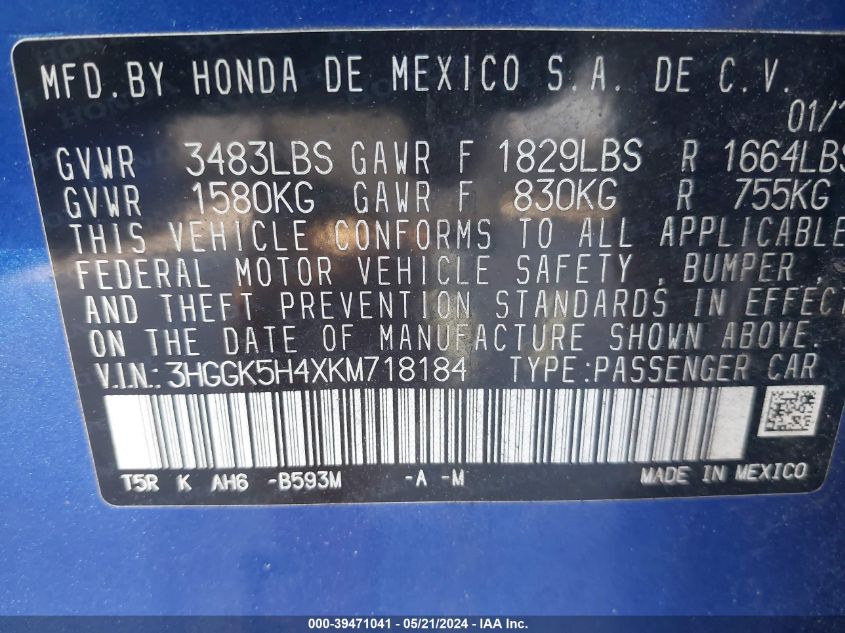 MFD.BY HONDA DE MEXICO S.A. DE C.V.
01/1
GVWR 3483LBS GAWR F 1829LBS R 1664LBS
GVWR 1580KG GAWR F 830KG R 755KG
THIS VEHICLE CONFORMS TO ALL APPLICABLE
FEDERAL MOTOR VEHICLE SAFETY, BUMPER,
AND THEFT PREVENTION STANDARDS IN EFFECT
ON THE DATE OF MANUFACTURE SHOWN ABOVE.
V.I.N.: 3HGGK5H4XKM718184 TYPE:PASSENGER CAR
T5R K AH6 -B593M -A -M MADE IN MEXICO
000-39471041 - 05/21/2024 - IAA Inc.